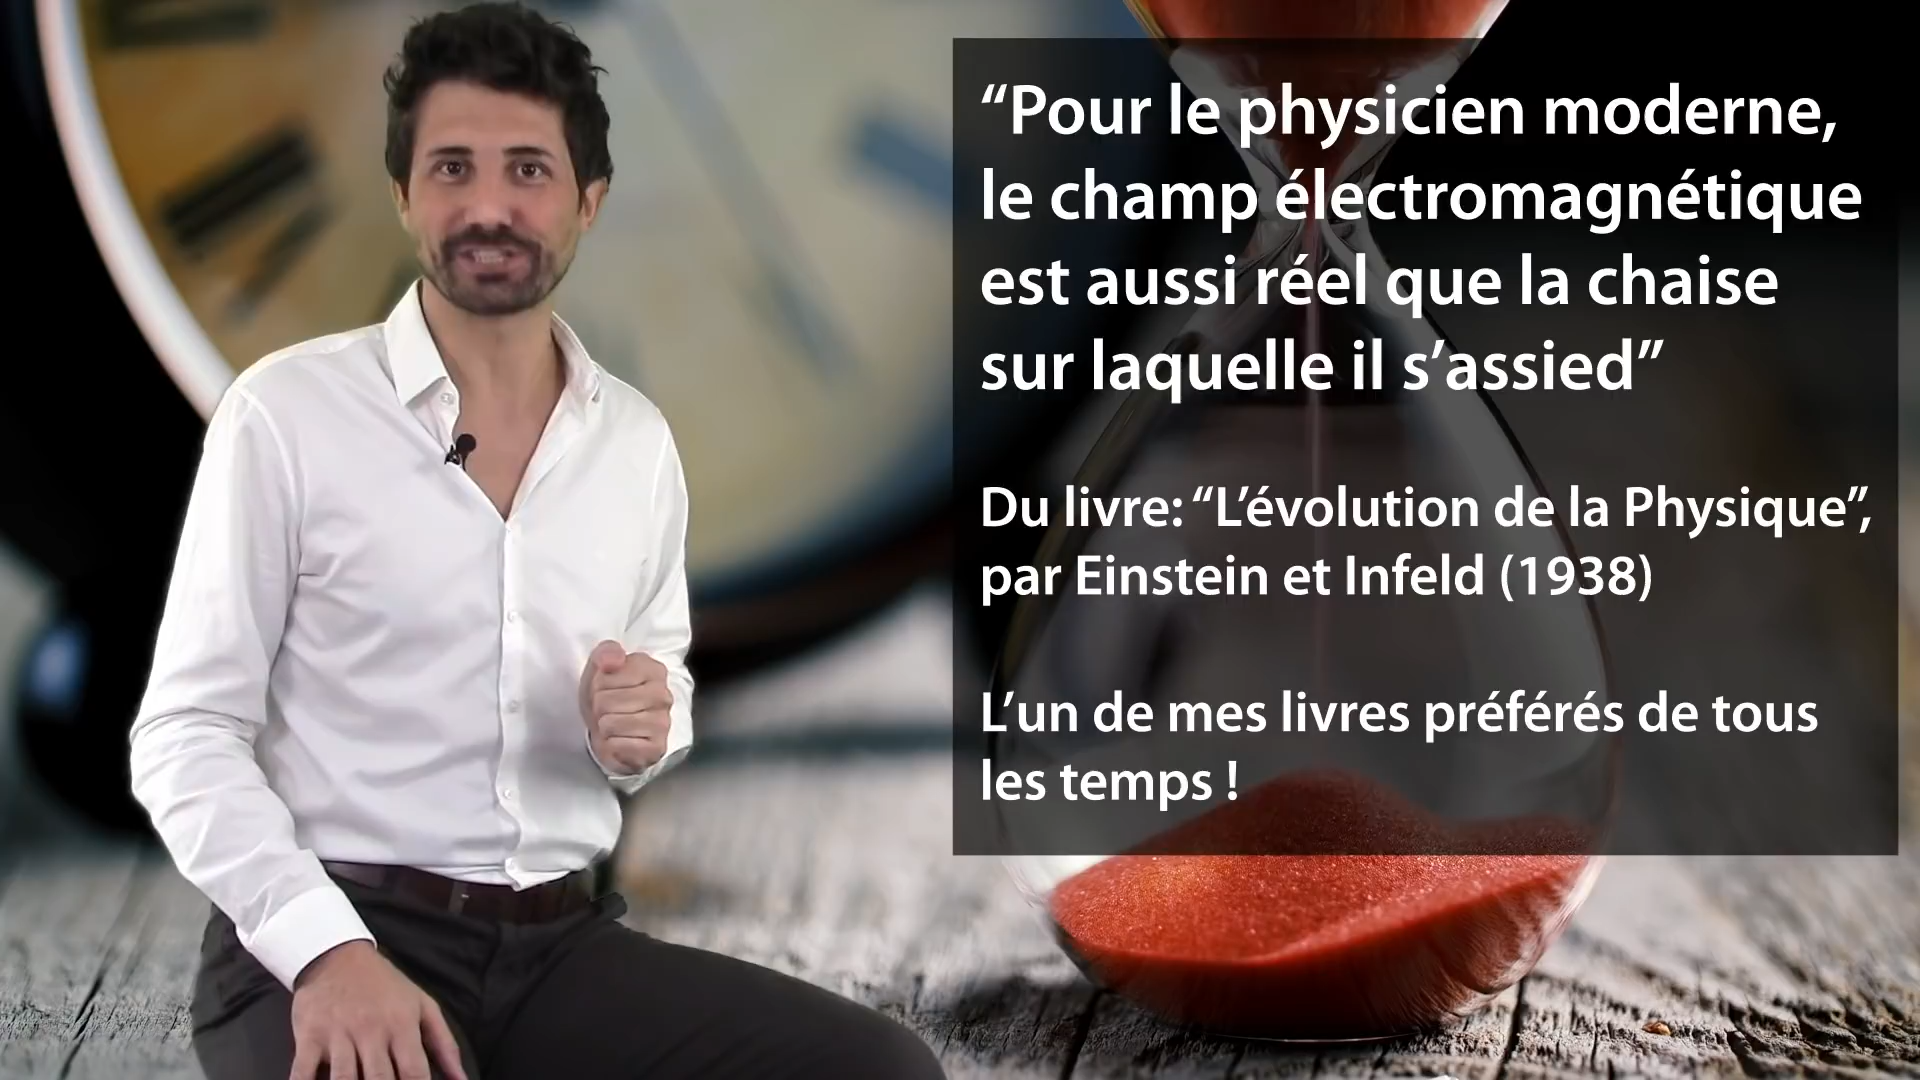 “Pour le physicien moderne,
le champ électromagnétique
est aussi réel que la chaise
sur laquelle il s’assied”
Du livre: “L’évolution de la Physique”,
par Einstein et Infeld (1938)
L’un de mes livres préférés de tous
les temps !